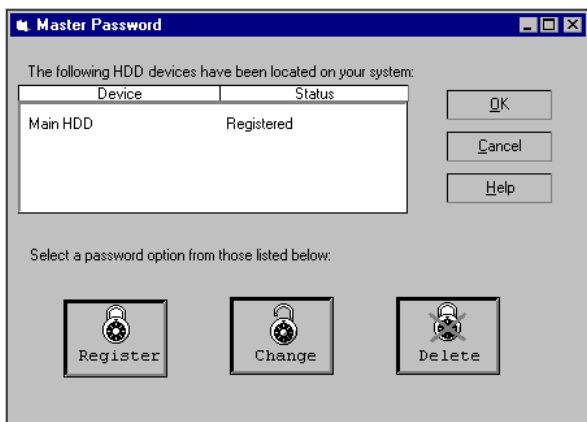 Master Password
The following HDD devices have been located on your system:
Device Status
Main HDD Registered
OK
Cancel
Help
Select a password option from those listed below:
Register Change Delete